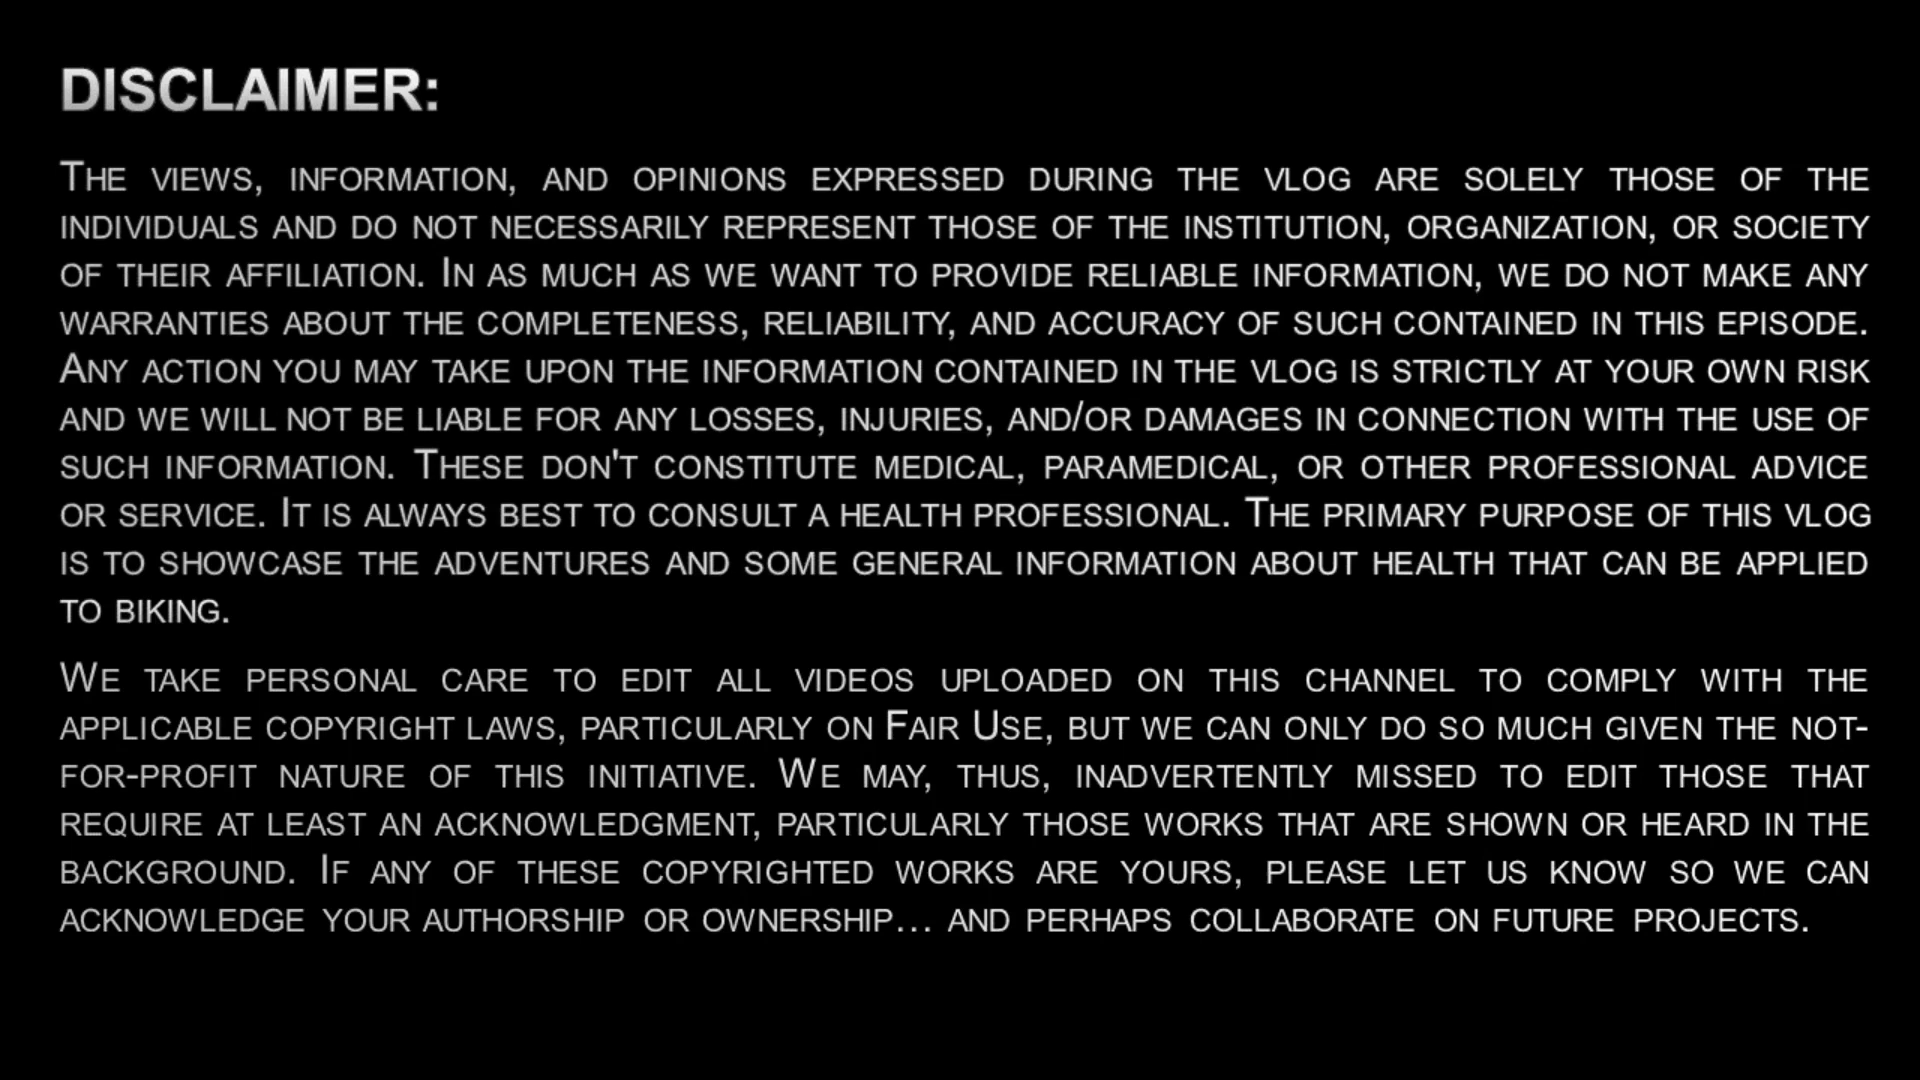 DISCLAIMER:
THE VIEWS, INFORMATION, AND OPINIONS EXPRESSED DURING THE VLOG ARE SOLELY THOSE OF THE
INDIVIDUALS AND DO NOT NECESSARILY REPRESENT THOSE OF THE INSTITUTION, ORGANIZATION, OR SOCIETY
OF THEIR AFFILIATION. IN AS MUCH AS WE WANT TO PROVIDE RELIABLE INFORMATION, WE DO NOT MAKE ANY
WARRANTIES ABOUT THE COMPLETENESS, RELIABILITY, AND ACCURACY OF SUCH CONTAINED IN THIS EPISODE.
ANY ACTION YOU MAY TAKE UPON THE INFORMATION CONTAINED IN THE VLOG IS STRICTLY AT YOUR OWN RISK
AND WE WILL NOT BE LIABLE FOR ANY LOSSES, INJURIES, AND/OR DAMAGES IN CONNECTION WITH THE USE OF
SUCH INFORMATION. THESE DON'T CONSTITUTE MEDICAL, PARAMEDICAL, OR OTHER PROFESSIONAL ADVICE
OR SERVICE. IT IS ALWAYS BEST TO CONSULT A HEALTH PROFESSIONAL. THE PRIMARY PURPOSE OF THIS VLOG
IS TO SHOWCASE THE ADVENTURES AND SOME GENERAL INFORMATION ABOUT HEALTH THAT CAN BE APPLIED
TO BIKING.
WE TAKE PERSONAL CARE TO EDIT ALL VIDEOS UPLOADED ON THIS CHANNEL TO COMPLY WITH THE
APPLICABLE COPYRIGHT LAWS, PARTICULARLY ON FAIR USE, BUT WE CAN ONLY DO SO MUCH GIVEN THE NOT-
FOR-PROFIT NATURE OF THIS INITIATIVE. WE MAY, THUS, INADVERTENTLY MISSED TO EDIT THOSE THAT
REQUIRE AT LEAST AN ACKNOWLEDGMENT, PARTICULARLY THOSE WORKS THAT ARE SHOWN OR HEARD IN THE
BACKGROUND. IF ANY OF THESE COPYRIGHTED WORKS ARE YOURS, PLEASE LET US KNOW SO WE CAN
ACKNOWLEDGE YOUR AUTHORSHIP OR OWNERSHIP... AND PERHAPS COLLABORATE ON FUTURE PROJECTS.